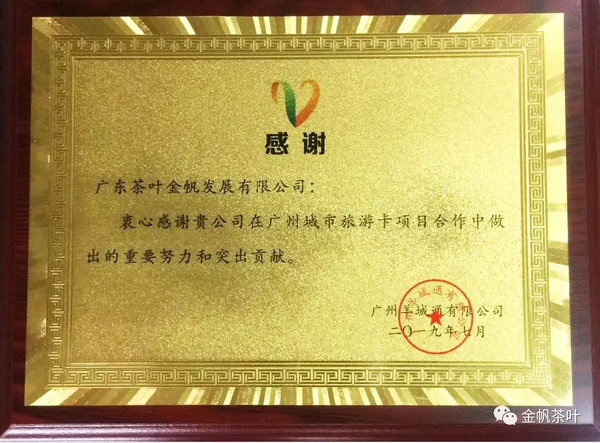 感谢
广东茶叶金帆发展有限公司：
衷心感谢贵公司在广州城市旅游卡项目合作中做
出的重要努力和突出贡献。
广州羊城通有限公司
二〇一九年七月
金帆茶叶